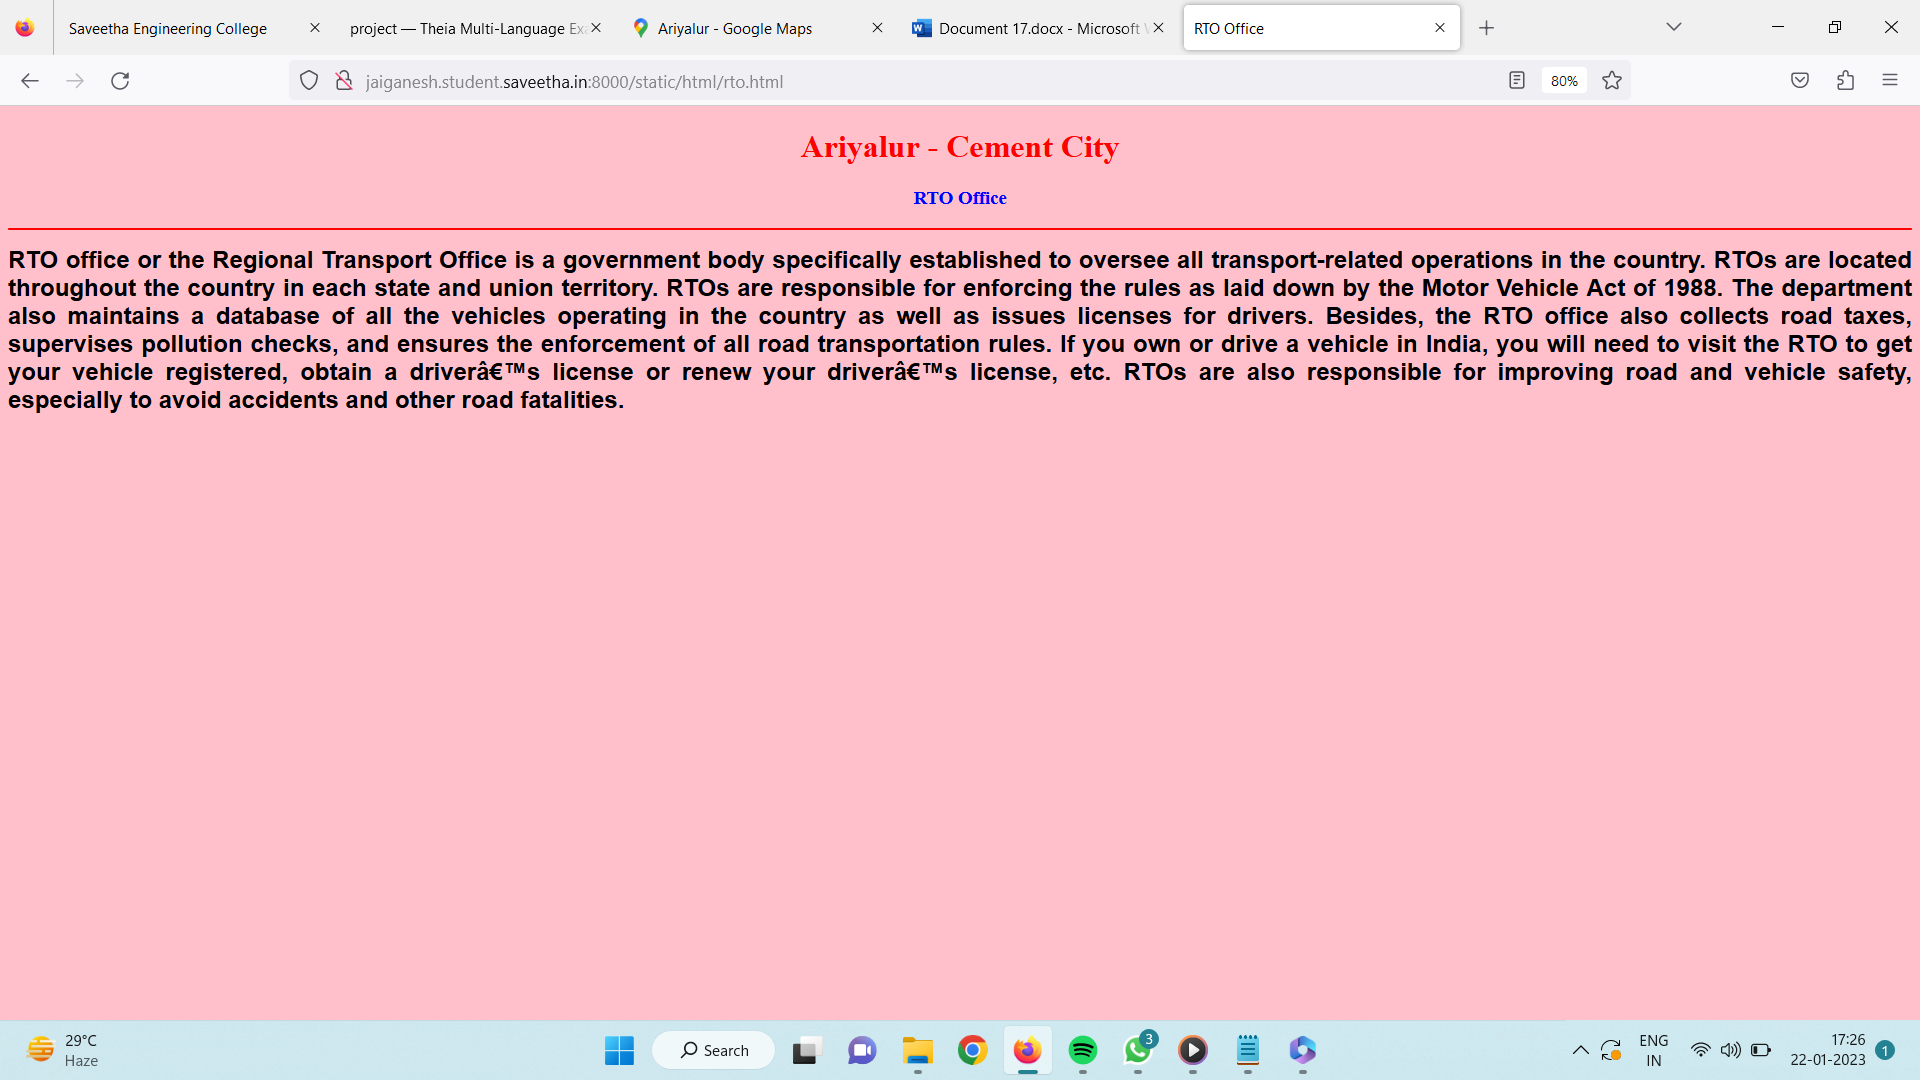 Saveetha Engineering College
project — Theia Multi-Language Ex
Ariyalur - Google Maps
Document 17.docx - Microsoft
RTO Office
jaiganesh.student.saveetha.in:8000/static/html/rto.html
80%
Ariyalur - Cement City
RTO Office
RTO office or the Regional Transport Office is a government body specifically established to oversee all transport-related operations in the country. RTOs are located
throughout the country in each state and union territory. RTOs are responsible for enforcing the rules as laid down by the Motor Vehicle Act of 1988. The department
also maintains a database of all the vehicles operating in the country as well as issues licenses for drivers. Besides, the RTO office also collects road taxes,
supervises pollution checks, and ensures the enforcement of all road transportation rules. If you own or drive a vehicle in India, you will need to visit the RTO to get
your vehicle registered, obtain a driverâ€™s license or renew your driverâ€™s license, etc. RTOs are also responsible for improving road and vehicle safety,
especially to avoid accidents and other road fatalities.
29°C
Haze
Search
3
ENG
IN
17:26
22-01-2023
1